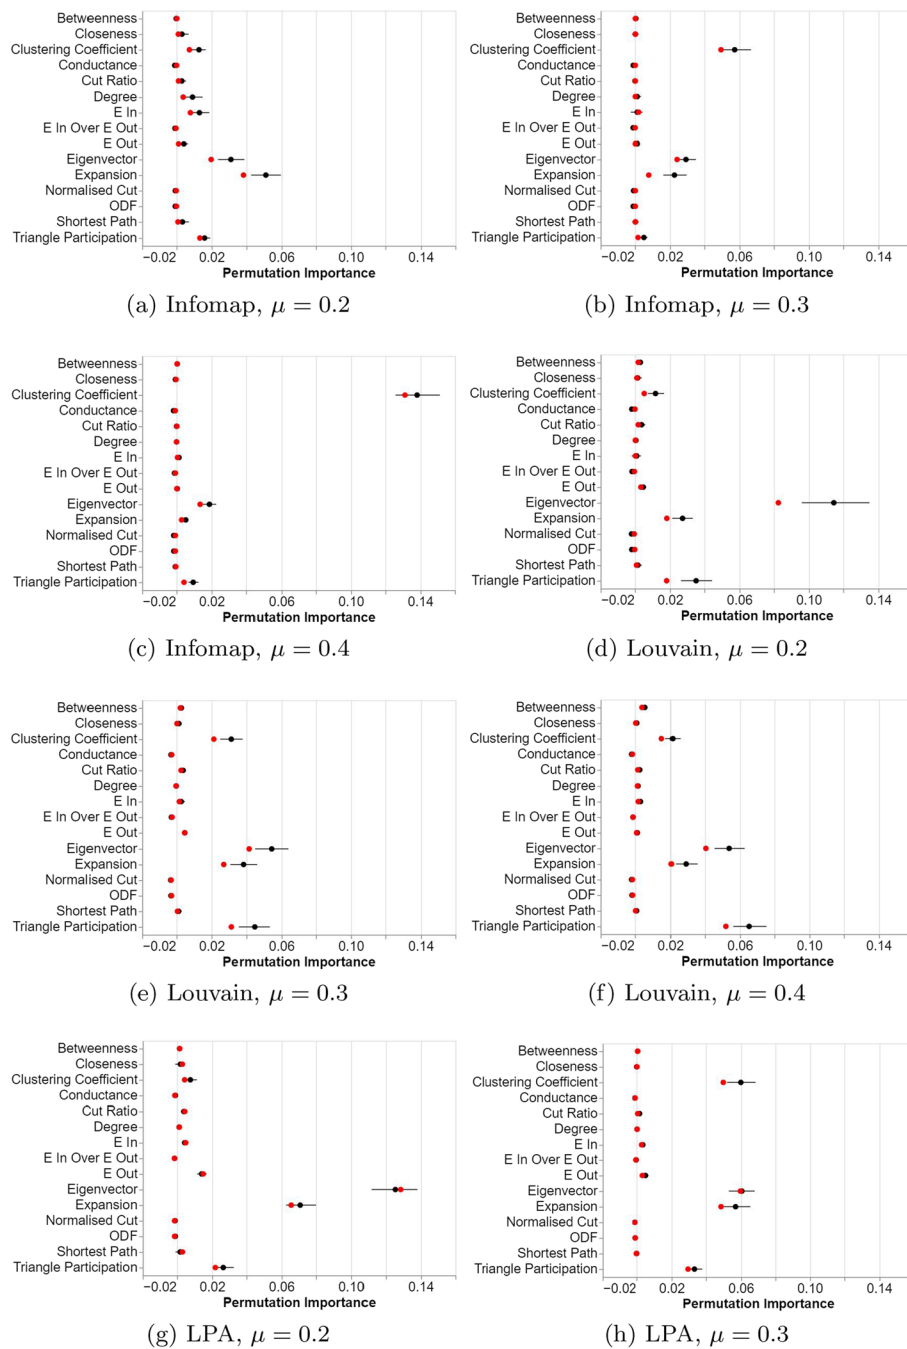 Betweenness
Closeness
Clustering Coefficient
Conductance
Cut Ratio
Degree
E In
E In Over E Out
E Out
Eigenvector
Expansion
Normalised Cut
ODF
Shortest Path
Triangle Participation
−0.02 0.02 0.06 0.10 0.14
Permutation Importance
(a) Infomap, μ = 0.2
Betweenness
Closeness
Clustering Coefficient
Conductance
Cut Ratio
Degree
E In
E In Over E Out
E Out
Eigenvector
Expansion
Normalised Cut
ODF
Shortest Path
Triangle Participation
−0.02 0.02 0.06 0.10 0.14
Permutation Importance
(b) Infomap, μ = 0.3
Betweenness
Closeness
Clustering Coefficient
Conductance
Cut Ratio
Degree
E In
E In Over E Out
E Out
Eigenvector
Expansion
Normalised Cut
ODF
Shortest Path
Triangle Participation
−0.02 0.02 0.06 0.10 0.14
Permutation Importance
(c) Infomap, μ = 0.4
Betweenness
Closeness
Clustering Coefficient
Conductance
Cut Ratio
Degree
E In
E In Over E Out
E Out
Eigenvector
Expansion
Normalised Cut
ODF
Shortest Path
Triangle Participation
−0.02 0.02 0.06 0.10 0.14
Permutation Importance
(d) Louvain, μ = 0.2
Betweenness
Closeness
Clustering Coefficient
Conductance
Cut Ratio
Degree
E In
E In Over E Out
E Out
Eigenvector
Expansion
Normalised Cut
ODF
Shortest Path
Triangle Participation
−0.02 0.02 0.06 0.10 0.14
Permutation Importance
(e) Louvain, μ = 0.3
Betweenness
Closeness
Clustering Coefficient
Conductance
Cut Ratio
Degree
E In
E In Over E Out
E Out
Eigenvector
Expansion
Normalised Cut
ODF
Shortest Path
Triangle Participation
−0.02 0.02 0.06 0.10 0.14
Permutation Importance
(f) Louvain, μ = 0.4
Betweenness
Closeness
Clustering Coefficient
Conductance
Cut Ratio
Degree
E In
E In Over E Out
E Out
Eigenvector
Expansion
Normalised Cut
ODF
Shortest Path
Triangle Participation
−0.02 0.02 0.06 0.10 0.14
Permutation Importance
(g) LPA, μ = 0.2
Betweenness
Closeness
Clustering Coefficient
Conductance
Cut Ratio
Degree
E In
E In Over E Out
E Out
Eigenvector
Expansion
Normalised Cut
ODF
Shortest Path
Triangle Participation
−0.02 0.02 0.06 0.10 0.14
Permutation Importance
(h) LPA, μ = 0.3